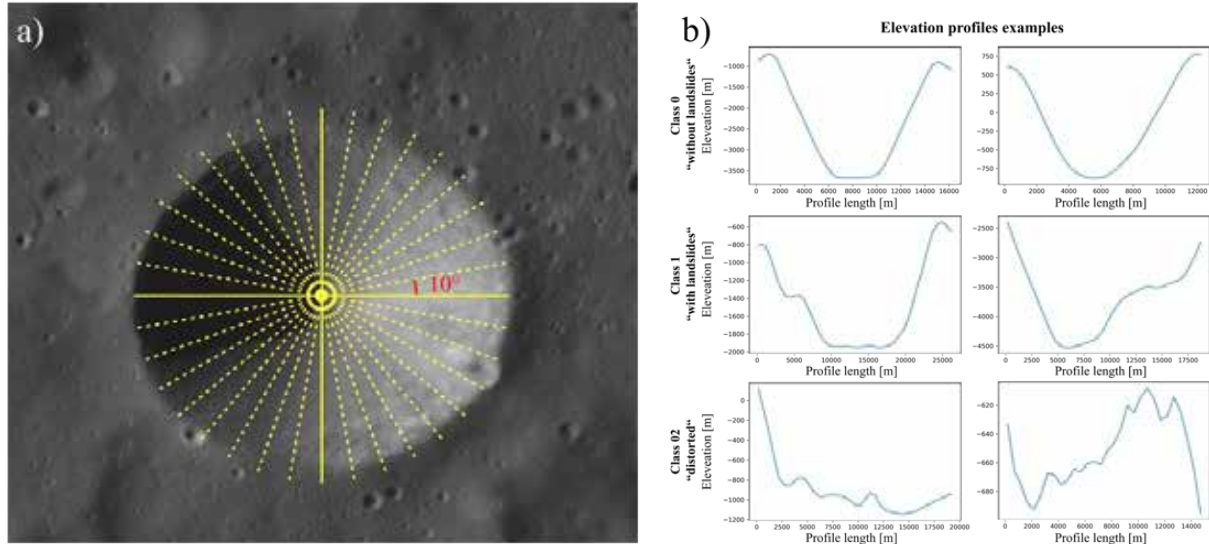 a)
10°
b)
Elevation profiles examples
Class 0
"without landslides"
Eleveation [m]
−1000
−1500
−2000
−2500
−3000
−3500
0 2000 4000 6000 8000 10000 12000 14000 16000
Profile length [m]
750
500
250
0
−250
−500
−750
0 2000 4000 6000 8000 10000 12000
Profile length [m]
Class 1
"with landslides"
Eleveation [m]
−600
−800
−1000
−1200
−1400
−1600
−1800
−2000
0 5000 10000 15000 20000 25000
Profile length [m]
−2500
−3000
−3500
−4000
−4500
0 2500 5000 7500 10000 12500 15000 17500
Profile length [m]
Class 02
"distorted"
Eleveation [m]
0
−200
−400
−600
−800
−1000
−1200
0 2500 5000 7500 10000 12500 15000 17500 20000
Profile length [m]
−620
−640
−660
−680
0 2000 4000 6000 8000 10000 12000 14000
Profile length [m]